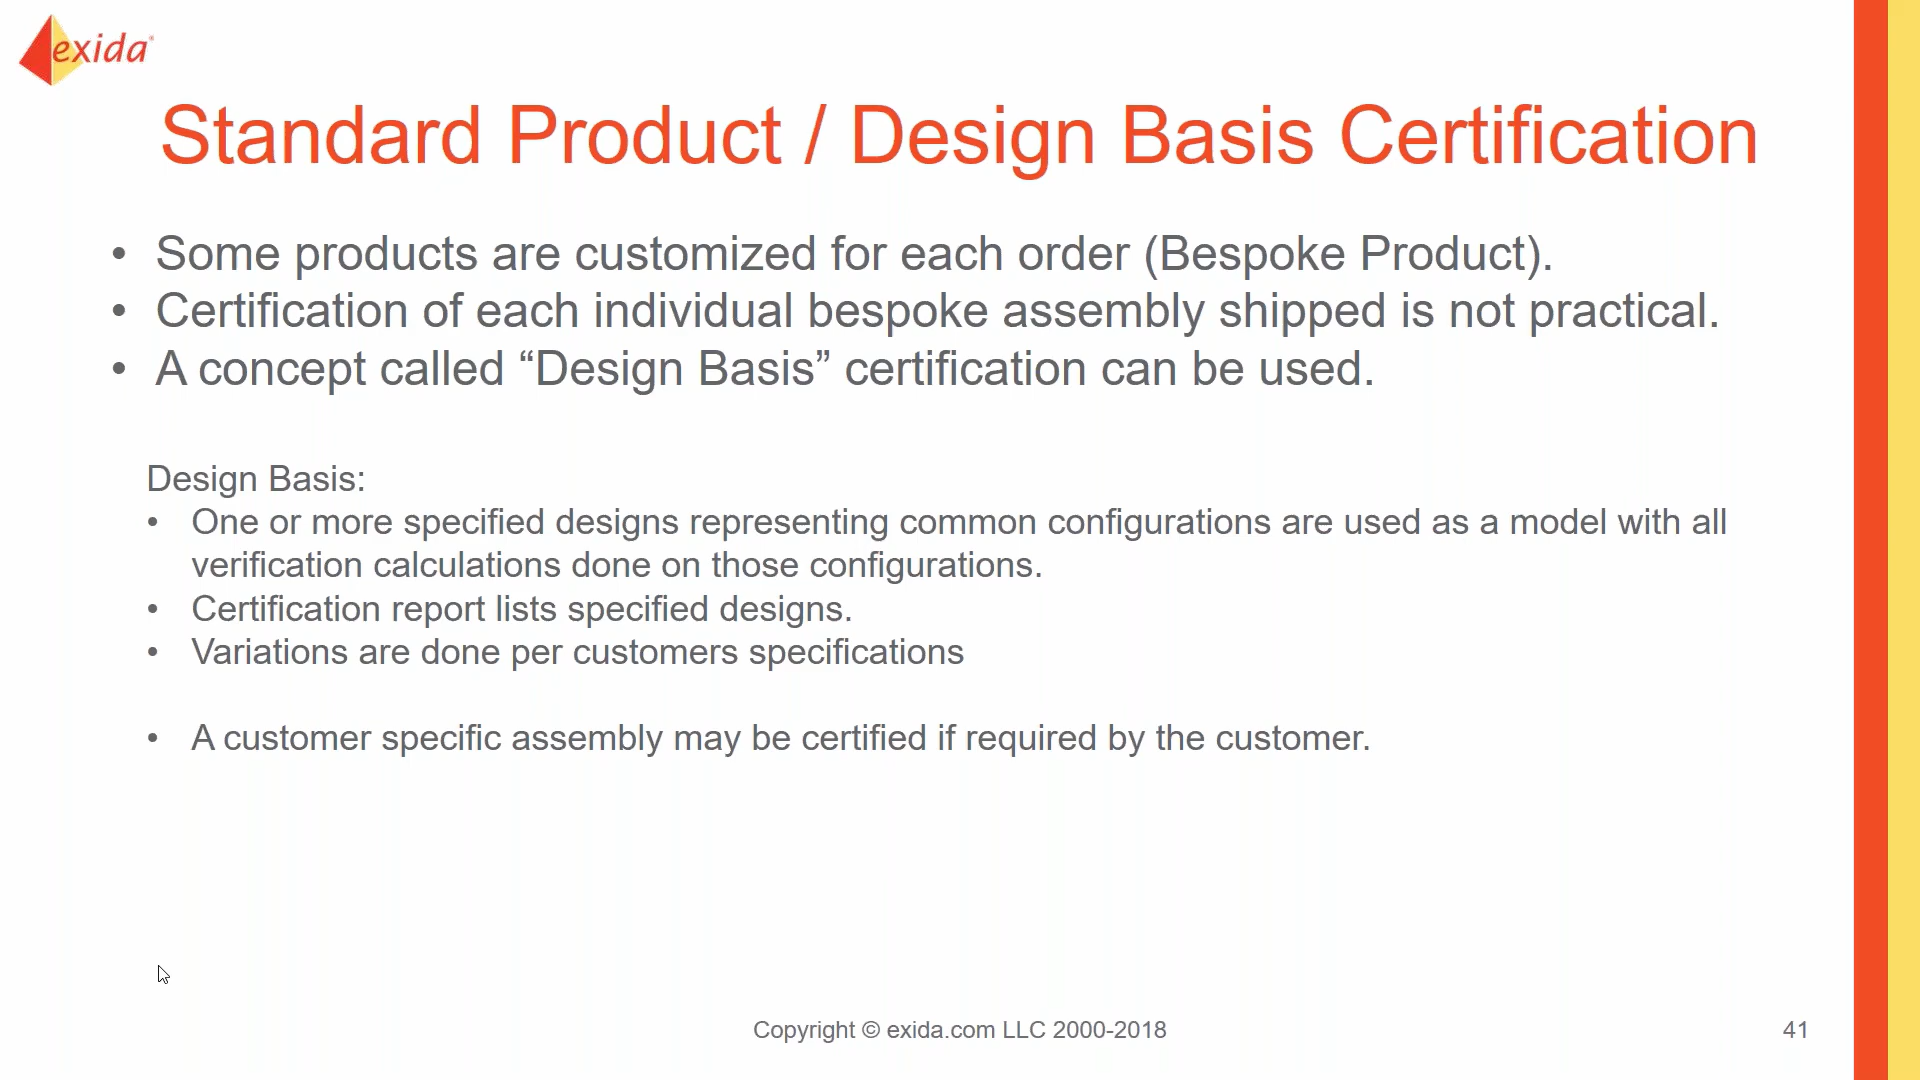 exida
Standard Product / Design Basis Certification
• Some products are customized for each order (Bespoke Product).
• Certification of each individual bespoke assembly shipped is not practical.
• A concept called “Design Basis” certification can be used.
Design Basis:
• One or more specified designs representing common configurations are used as a model with all
verification calculations done on those configurations.
• Certification report lists specified designs.
• Variations are done per customers specifications
• A customer specific assembly may be certified if required by the customer.
Copyright © exida.com LLC 2000-2018
41